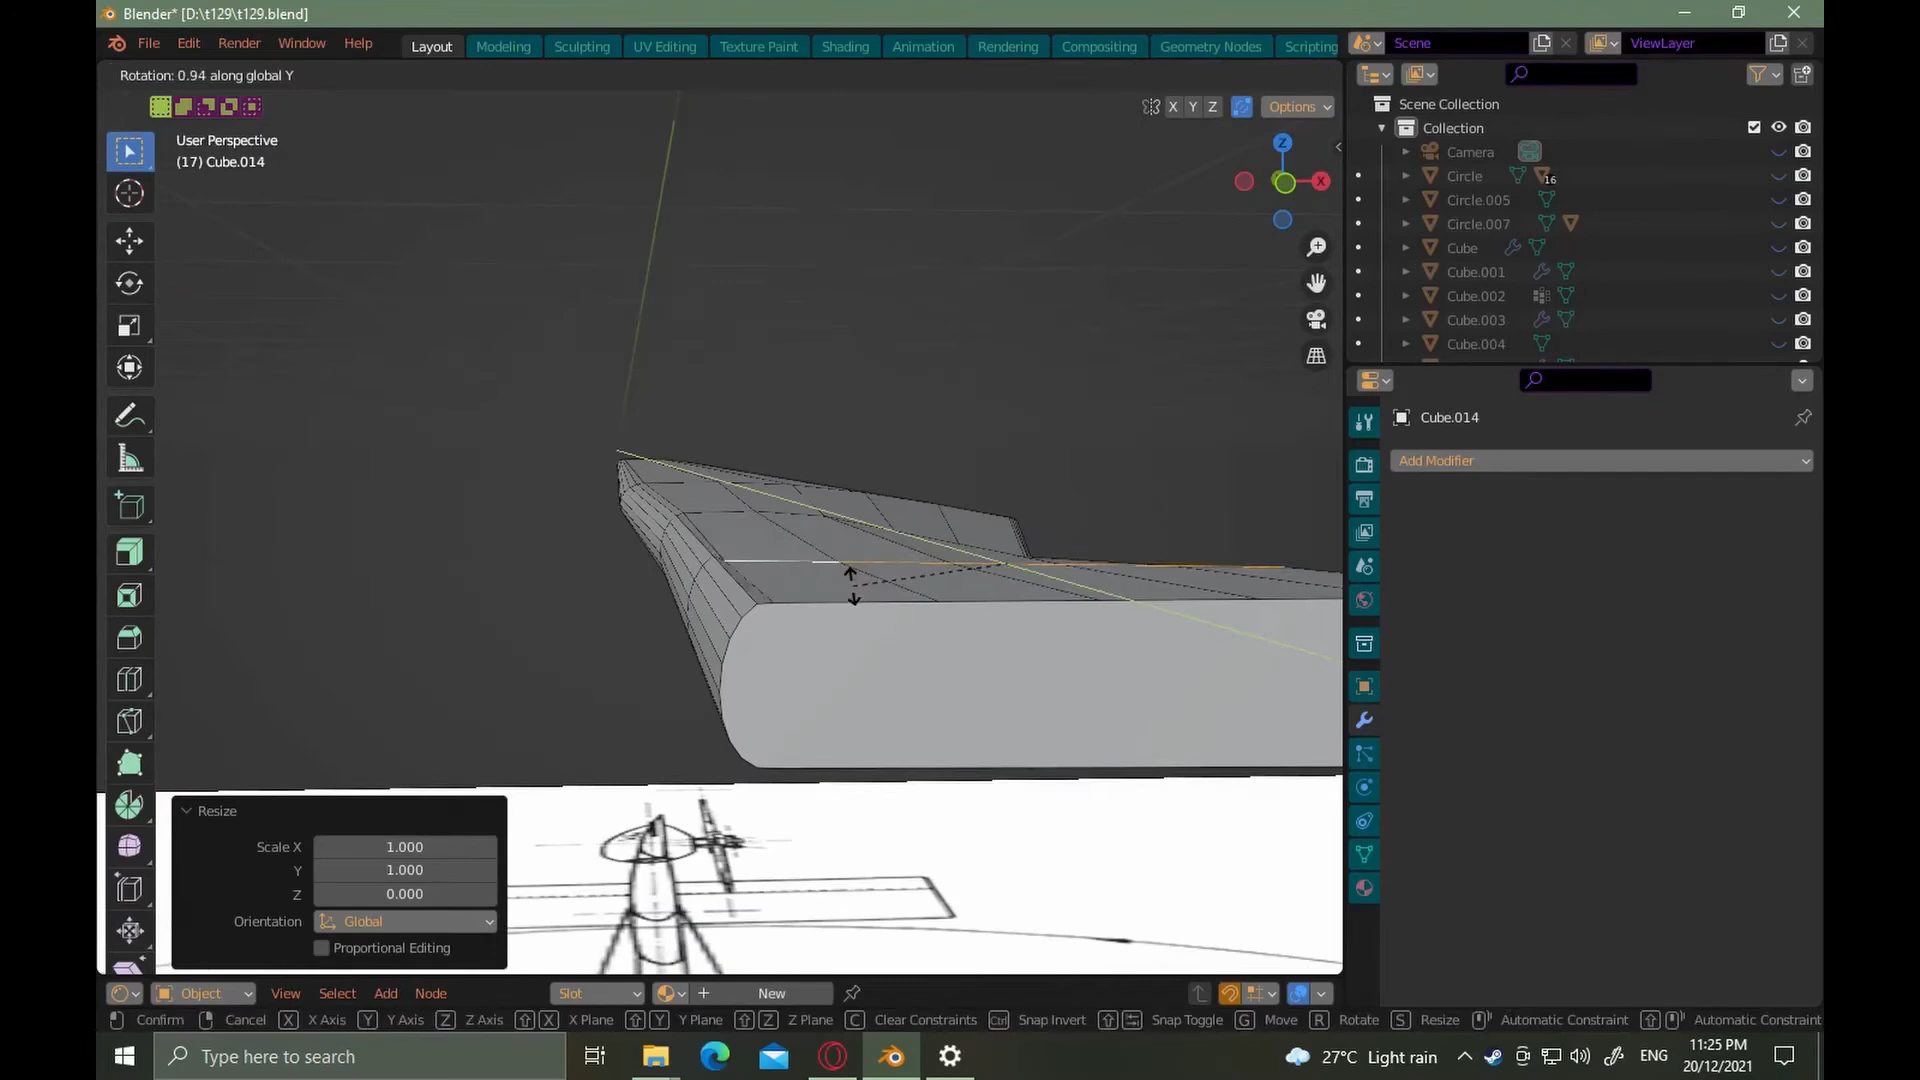 Blender* [D:\t129\t129.blend]
File Edit Render Window Help Layout Modeling Sculpting UV Editing Texture Paint Shading Animation Rendering Compositing Geometry Nodes Scripting Scene ViewLayer
Rotation: 0.94 along global Y
X Y Z Options
User Perspective
(17) Cube.014
Z
X
Scene Collection
Collection
Camera
Circle 16
Circle.005
Circle.007
Cube
Cube.001
Cube.002
Cube.003
Cube.004
Cube.014
Add Modifier
Resize
Scale X 1.000
Y 1.000
Z 0.000
Orientation Global
Proportional Editing
Object View Select Add Node Slot New
Confirm Cancel X X Axis Y Y Axis Z Z Axis X X Plane Y Y Plane Z Z Plane C Clear Constraints Ctrl Snap Invert Snap Toggle G Move R Rotate S Resize Automatic Constraint Automatic Constraint
Type here to search 27°C Light rain ENG 11:25 PM
20/12/2021